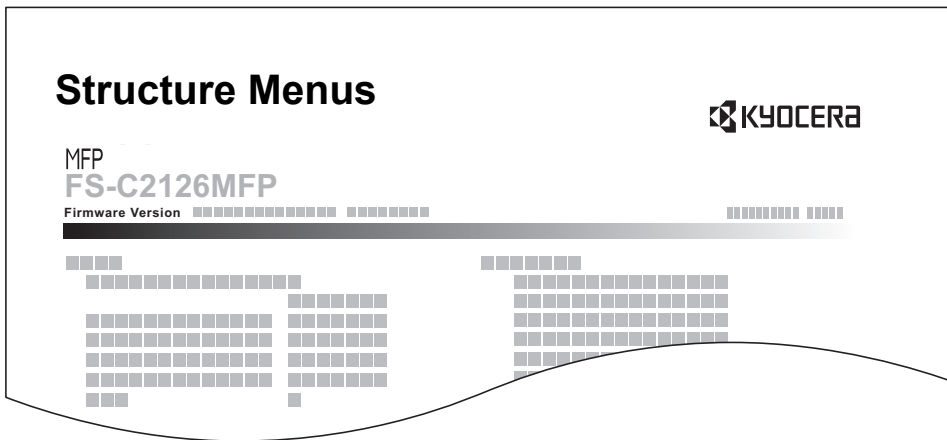 Structure Menus
KYOCERA
MFP
FS-C2126MFP
Firmware Version